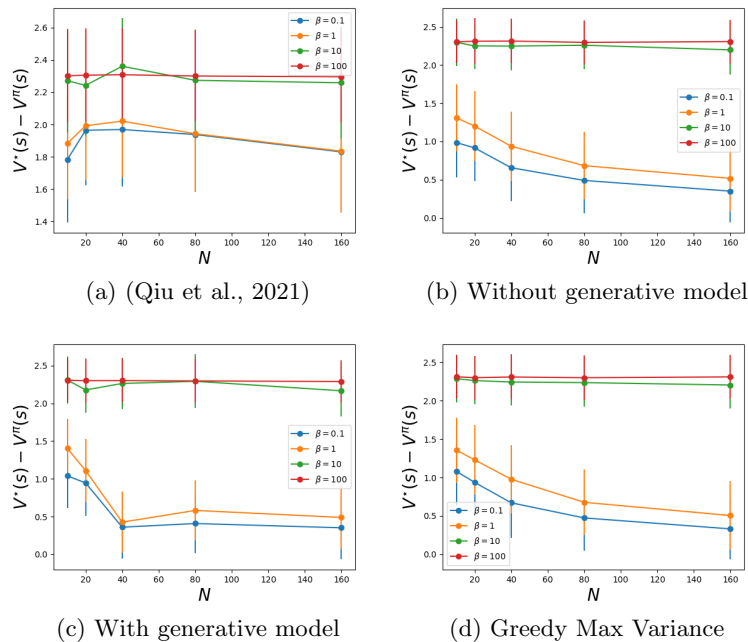 2.6
2.4
2.2
2.0
1.8
1.6
1.4
V*(s) − V^π(s)
β = 0.1
β = 1
β = 10
β = 100
20 40 60 80 100 120 140 160
N
(a) (Qiu et al., 2021)
2.5
2.0
1.5
1.0
0.5
0.0
V*(s) − V^π(s)
β = 0.1
β = 1
β = 10
β = 100
20 40 60 80 100 120 140 160
N
(b) Without generative model
2.5
2.0
1.5
1.0
0.5
0.0
V*(s) − V^π(s)
β = 0.1
β = 1
β = 10
β = 100
20 40 60 80 100 120 140 160
N
(c) With generative model
2.5
2.0
1.5
1.0
0.5
0.0
V*(s) − V^π(s)
β = 0.1
β = 1
β = 10
β = 100
20 40 60 80 100 120 140 160
N
(d) Greedy Max Variance